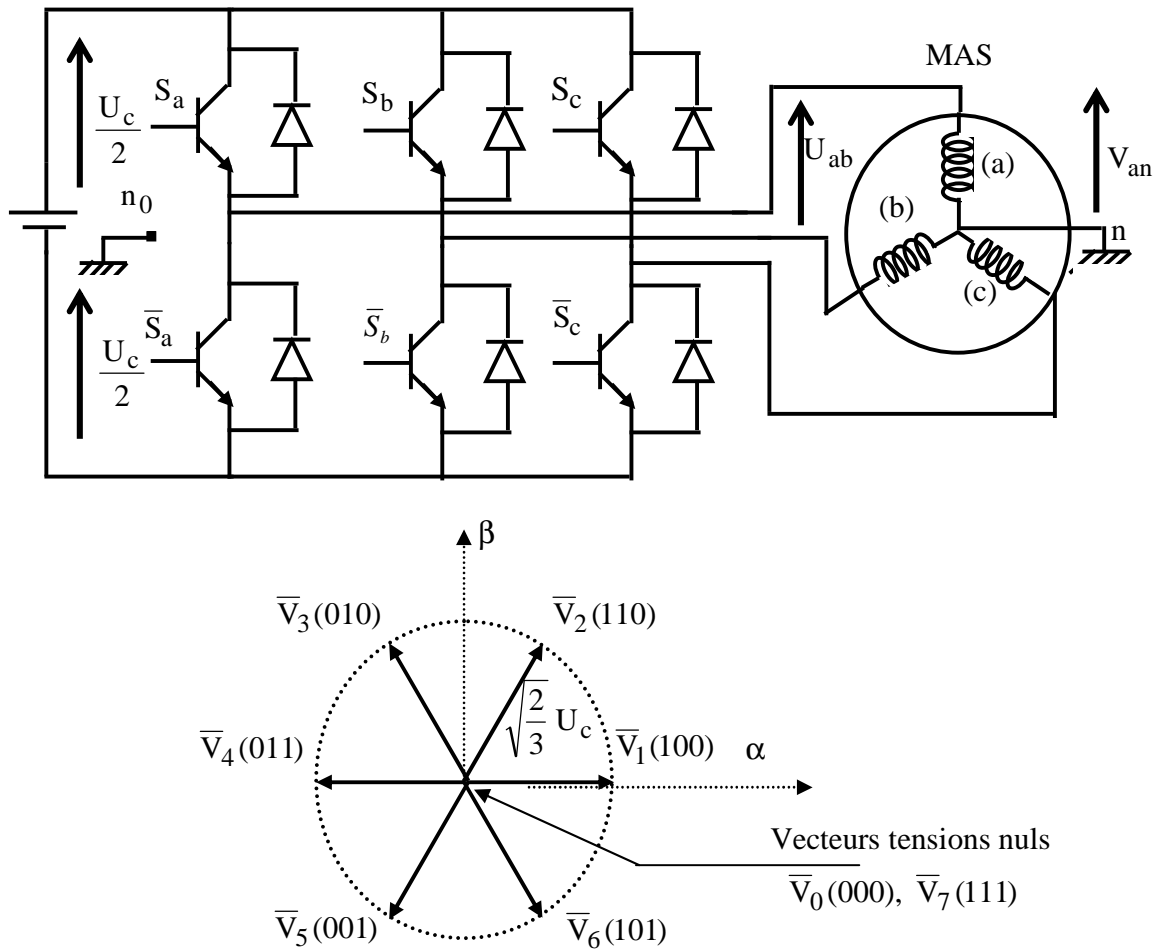 MAS
S_a
S_b
S_c
U_c/2
n_0
U_ab
V_an
(a)
(b)
(c)
n
S̅_a
S̅_b
S̅_c
U_c/2
β
V̅_3(010)
V̅_2(110)
√(2/3) U_c
V̅_4(011)
V̅_1(100)
α
Vecteurs tensions nuls
V̅_0(000), V̅_7(111)
V̅_5(001)
V̅_6(101)